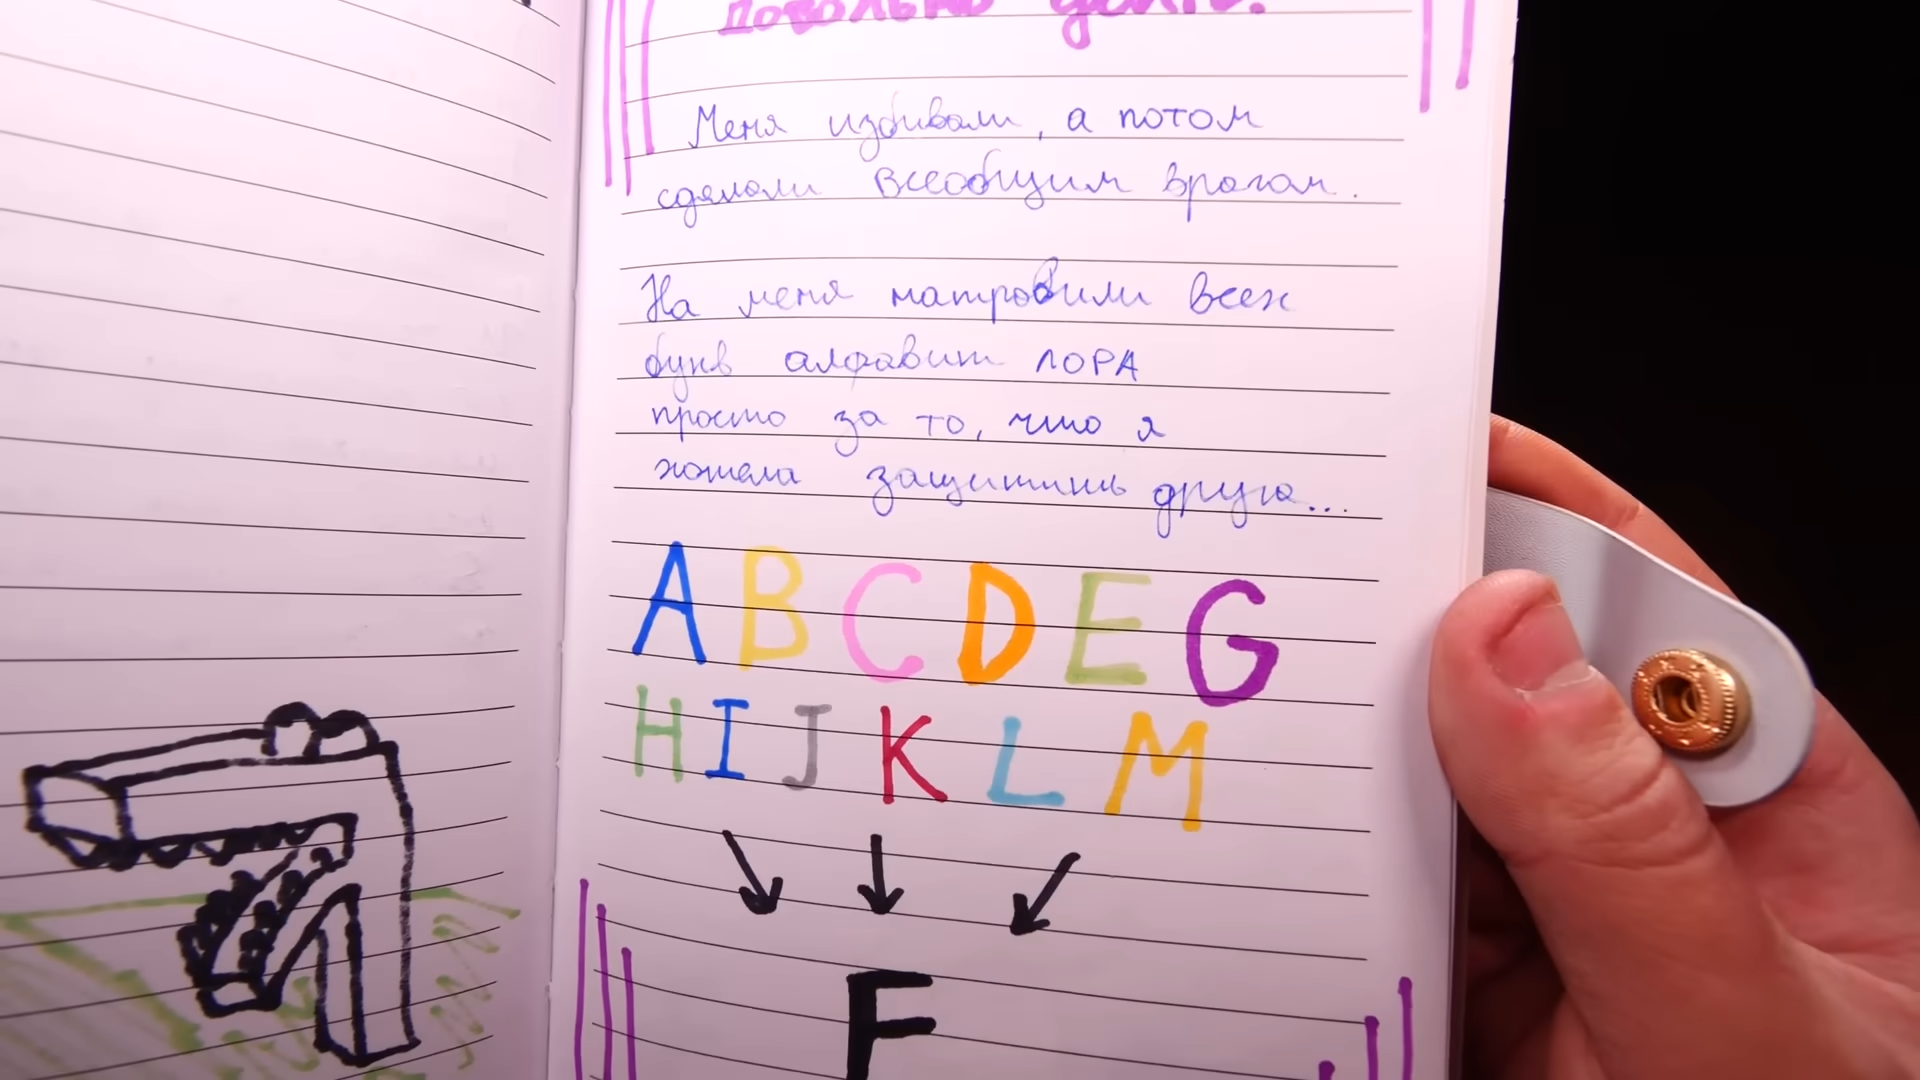 довольно
Меня избивали, а потом
сделали всеобщим врагом.
На меня натравили всех
букв алфавит ЛОРА
просто за то, что я
хотела защитить друга...
A B C D E G
H I J K L M
F